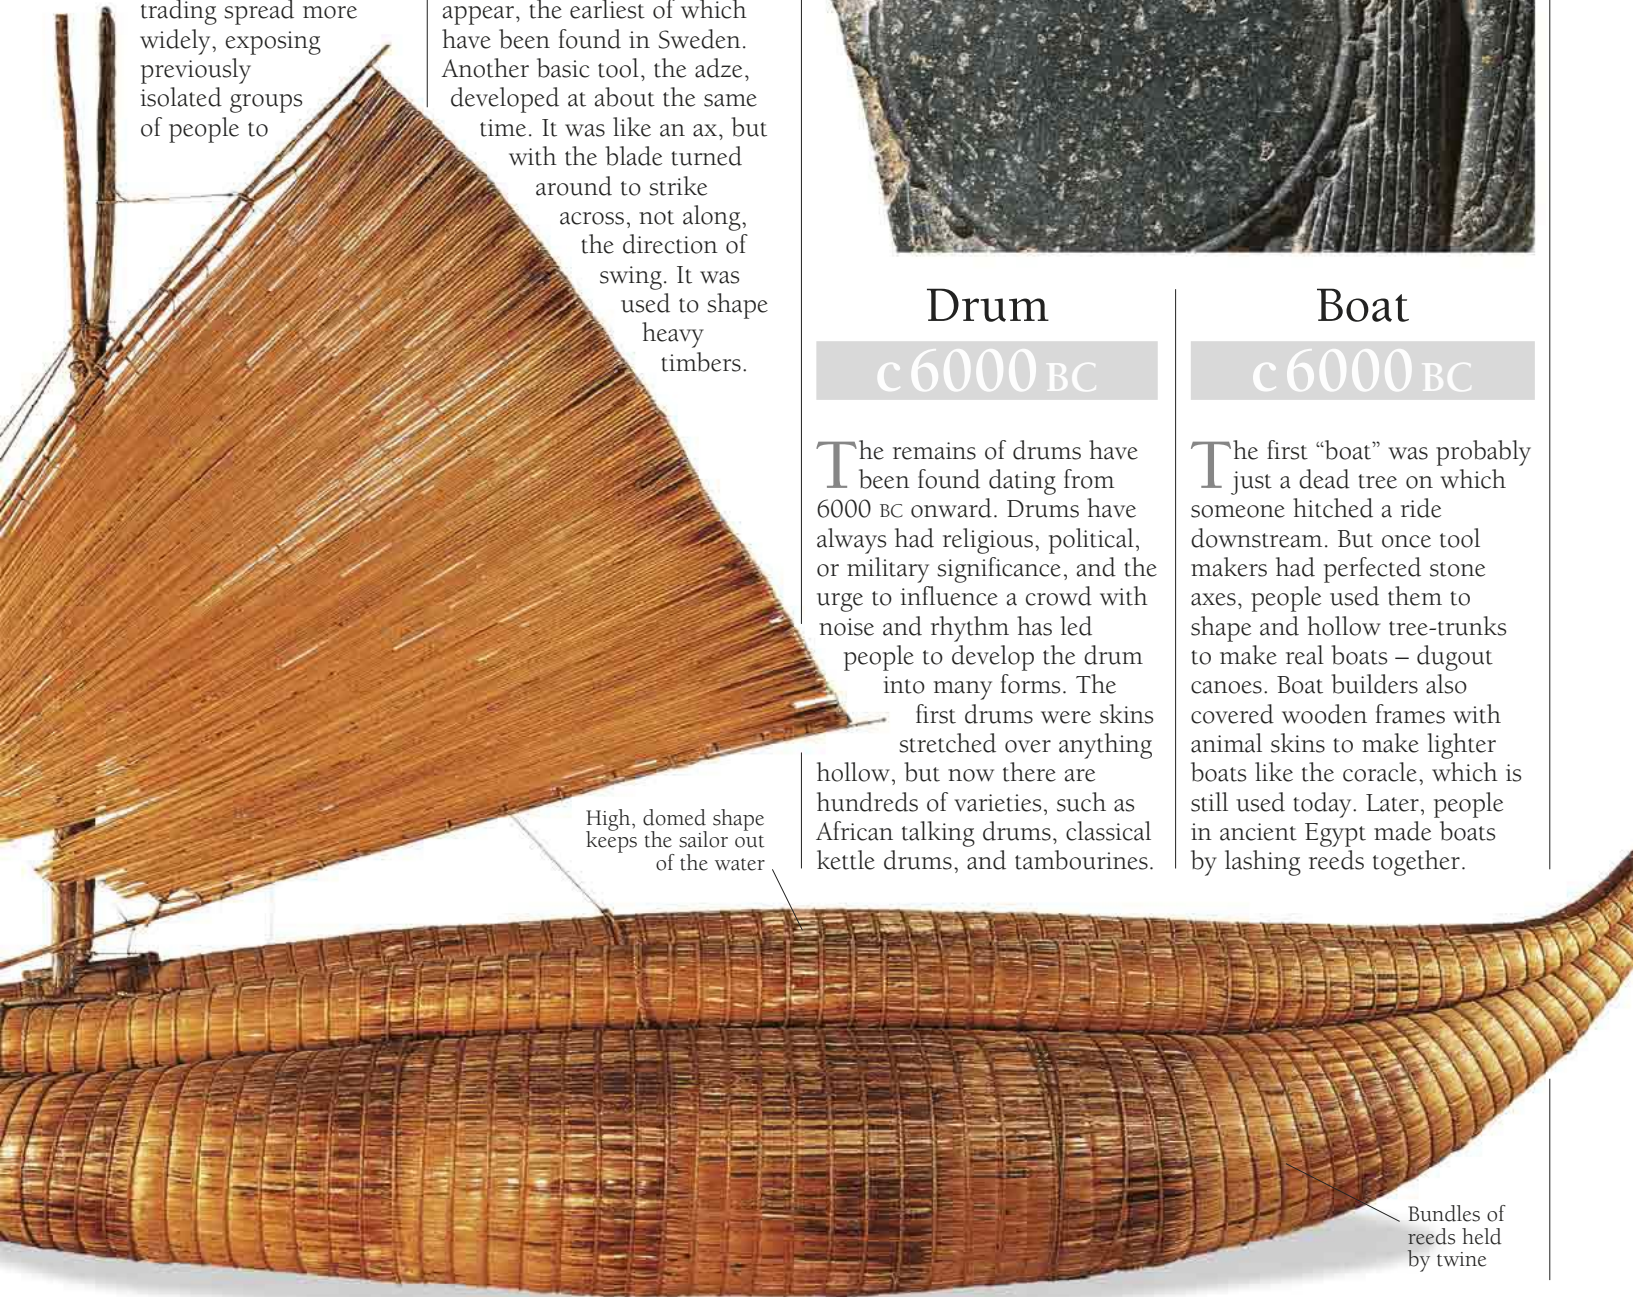 trading spread more
widely, exposing
previously
isolated groups
of people to
appear, the earliest of which
have been found in Sweden.
Another basic tool, the adze,
developed at about the same
time. It was like an ax, but
with the blade turned
around to strike
across, not along,
the direction of
swing. It was
used to shape
heavy
timbers.
Drum
c 6000 BC
The remains of drums have
been found dating from
6000 BC onward. Drums have
always had religious, political,
or military significance, and the
urge to influence a crowd with
noise and rhythm has led
people to develop the drum
into many forms. The
first drums were skins
stretched over anything
hollow, but now there are
hundreds of varieties, such as
African talking drums, classical
kettle drums, and tambourines.
Boat
c 6000 BC
The first “boat” was probably
just a dead tree on which
someone hitched a ride
downstream. But once tool
makers had perfected stone
axes, people used them to
shape and hollow tree-trunks
to make real boats – dugout
canoes. Boat builders also
covered wooden frames with
animal skins to make lighter
boats like the coracle, which is
still used today. Later, people
in ancient Egypt made boats
by lashing reeds together.
High, domed shape
keeps the sailor out
of the water
Bundles of
reeds held
by twine